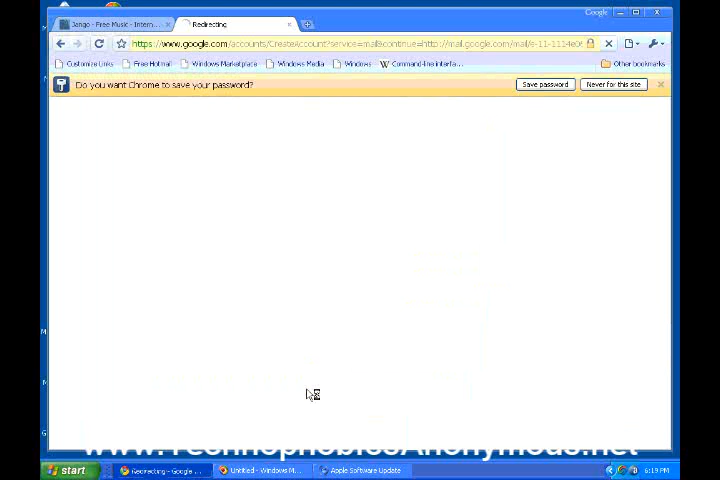 Google
Jango - Free Music - Intern...
Redirecting
https://www.google.com/accounts/CreateAccount?service=mail&continue=http://mail.google.com/mail/e-11-1114e0
Customize Links
Free Hotmail
Windows Marketplace
Windows Media
Windows
Command-line interfa...
Other bookmarks
Do you want Chrome to save your password?
Save password
Never for this site
www.TechnophobicsAnonymous.net
start
Redirecting - Google ...
Untitled - Windows M...
Apple Software Update
6:19 PM